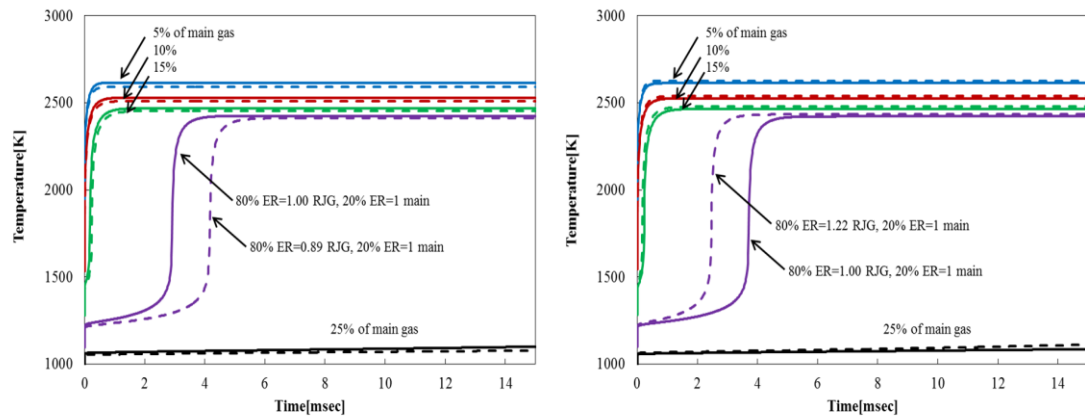 3000
2500
2000
1500
1000
Temperature[K]
0
2
4
6
8
10
12
14
Time[msec]
5% of main gas
10%
15%
80% ER=1.00 RJG, 20% ER=1 main
80% ER=0.89 RJG, 20% ER=1 main
25% of main gas
3000
2500
2000
1500
1000
Temperature[K]
0
2
4
6
8
10
12
14
Time[msec]
5% of main gas
10%
15%
80% ER=1.22 RJG, 20% ER=1 main
80% ER=1.00 RJG, 20% ER=1 main
25% of main gas